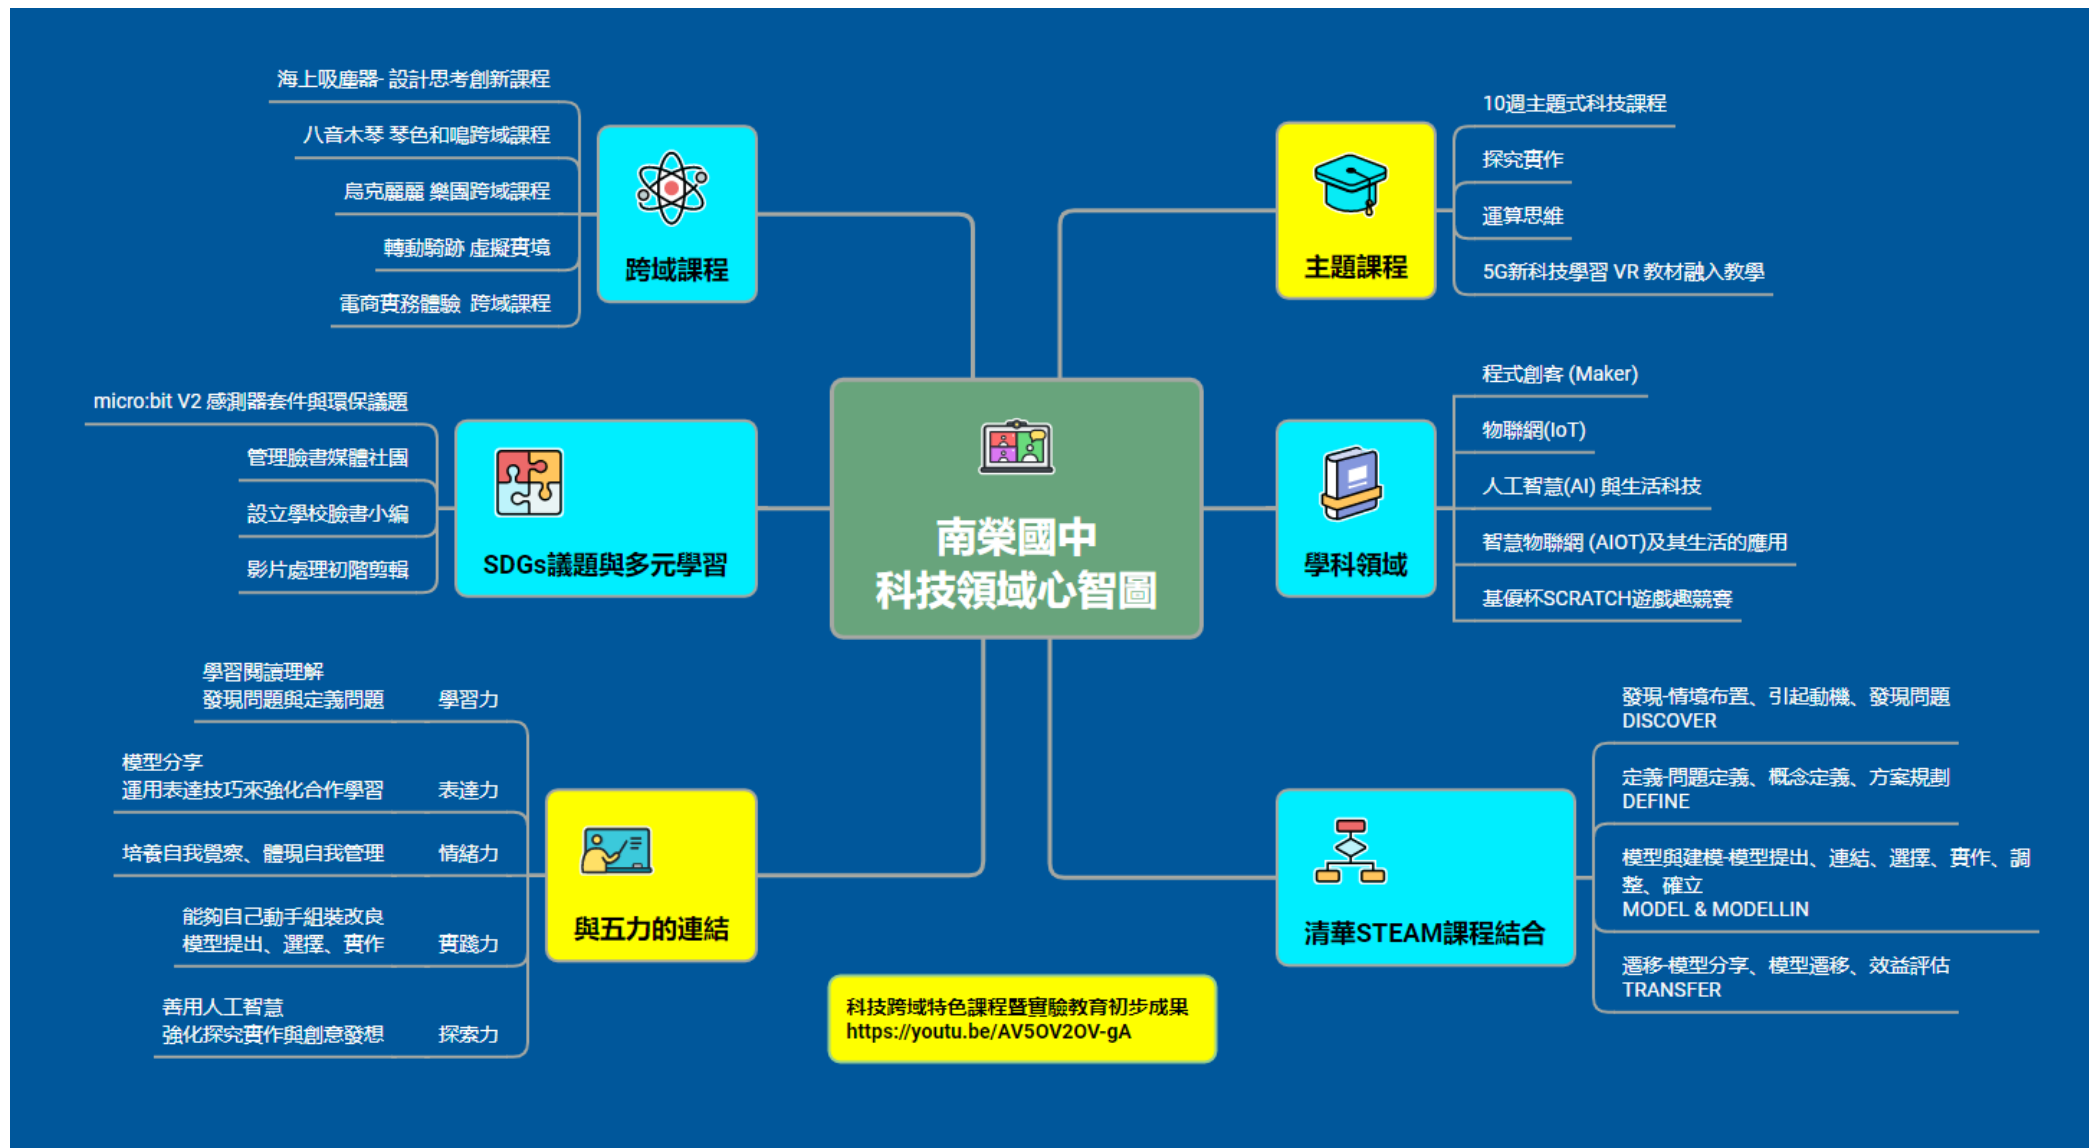 海上吸塵器- 設計思考創新課程
八音木琴 琴色和鳴跨域課程
烏克麗麗 樂團跨域課程
轉動騎跡 虛擬實境
電商實務體驗 跨域課程
跨域課程
主題課程
10週主題式科技課程
探究實作
運算思維
5G新科技學習 VR 教材融入教學
micro:bit V2 感測器套件與環保議題
管理臉書媒體社團
設立學校臉書小編
影片處理初階剪輯
SDGs議題與多元學習
南榮國中
科技領域心智圖
學科領域
程式創客 (Maker)
物聯網(IoT)
人工智慧(AI) 與生活科技
智慧物聯網 (AIOT)及其生活的應用
基優杯SCRATCH遊戲趣競賽
學習閱讀理解
發現問題與定義問題
學習力
模型分享
運用表達技巧來強化合作學習
表達力
培養自我覺察、體現自我管理
情緒力
能夠自己動手組裝改良
模型提出、選擇、實作
實踐力
善用人工智慧
強化探究實作與創意發想
探索力
與五力的連結
清華STEAM課程結合
發現-情境布置、引起動機、發現問題
DISCOVER
定義-問題定義、概念定義、方案規劃
DEFINE
模型與建模-模型提出、連結、選擇、實作、調
整、確立
MODEL & MODELLIN
遷移-模型分享、模型遷移、效益評估
TRANSFER
科技跨域特色課程暨實驗教育初步成果
https://youtu.be/AV5OV2OV-gA